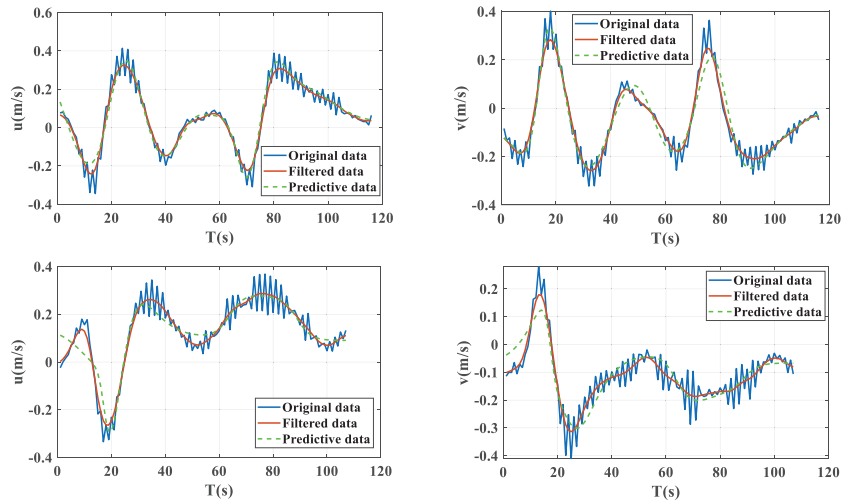 0.6
0.4
0.2
0
-0.2
-0.4
u(m/s)
0 20 40 60 80 100 120
T(s)
Original data
Filtered data
Predictive data
0.4
0.2
0
-0.2
-0.4
v(m/s)
0 20 40 60 80 100 120
T(s)
Original data
Filtered data
Predictive data
0.4
0.2
0
-0.2
-0.4
u(m/s)
0 20 40 60 80 100 120
T(s)
Original data
Filtered data
Predictive data
0.2
0.1
0
-0.1
-0.2
-0.3
-0.4
v(m/s)
0 20 40 60 80 100 120
T(s)
Original data
Filtered data
Predictive data